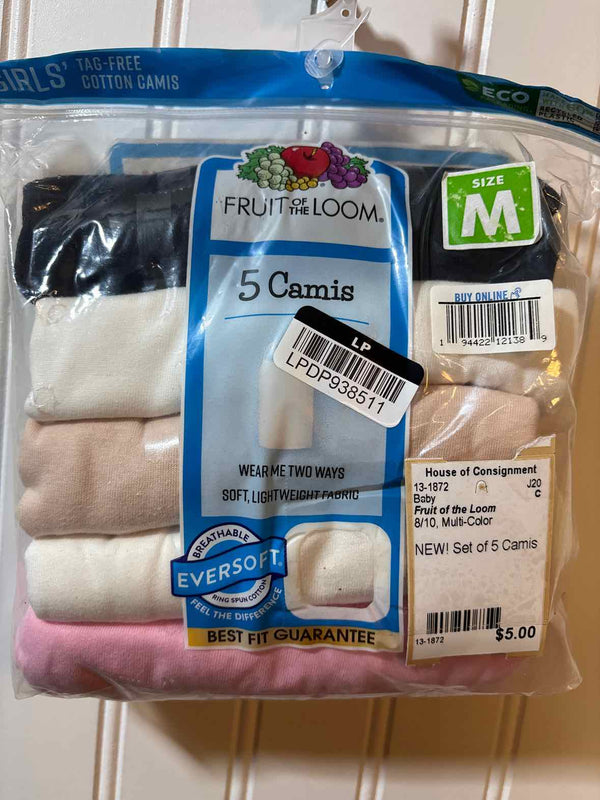 GIRLS' TAG-FREE
COTTON CAMIS
ECO
RECYCLED
PLASTIC
FRUIT OF THE LOOM®
SIZE
M
5 Camis
BUY ONLINE
1 94422 12138 9
LP
LPDP938511
WEAR ME TWO WAYS
SOFT, LIGHTWEIGHT FABRIC
BREATHABLE
EVERSOFT®
RING SPUN COTTON
FEEL THE DIFFERENCE
BEST FIT GUARANTEE
House of Consignment
13-1872 J20
Baby C
Fruit of the Loom
8/10, Multi-Color
NEW! Set of 5 Camis
13-1872 $5.00